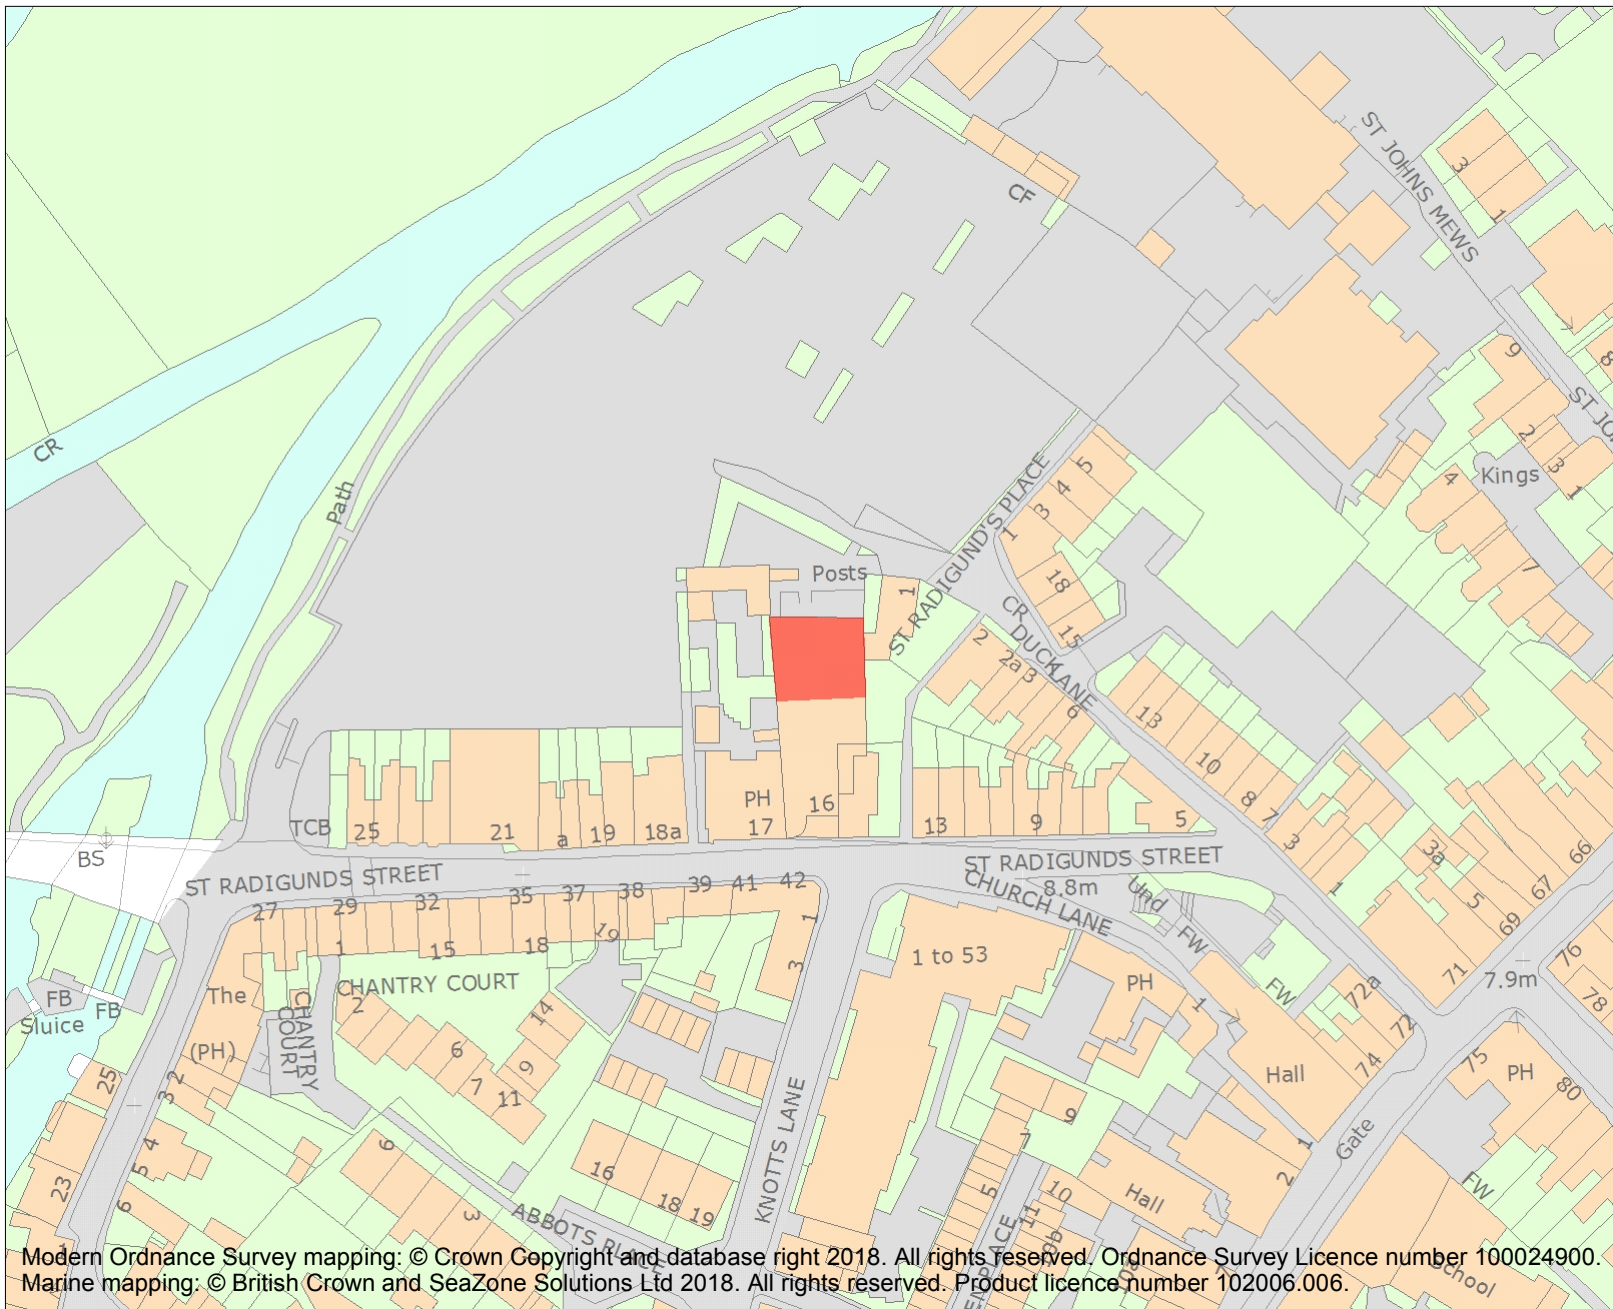 ST JOHNS MEWS
3
1
CF
9
8
ST JO
2
3
1
Kings
4
7
CR
Path
ST RADIGUND'S PLACE
5
4
3
1
18
15
Posts
1
CR
DUCK LANE
2
2a
3
6
13
10
8
7
3
1
3a
5
66
67
69
71
TCB
25
21
a
19
18a
PH
17
16
13
9
5
BS
ST RADIGUNDS STREET
ST RADIGUNDS STREET
8.8m
CHURCH LANE
Und
FW
FW
27
29
32
35
37
38
39
41
42
1
15
18
19
1
3
1 to 53
PH
1
72a
72
74
7.9m
76
78
75
PH
80
Hall
Gate
FW
The
(PH)
CHANTRY COURT
CHANTRY
COURT
2
6
7
9
11
14
FB
FB
Sluice
25
2
3
4
5
6
23
1
6
3
16
18
19
ABBOTS PLACE
KNOTTS LANE
9
7
5
10
11
Hall
1
2
EN PLACE
School
Modern Ordnance Survey mapping: © Crown Copyright and database right 2018. All rights reserved. Ordnance Survey Licence number 100024900.
Marine mapping: © British Crown and SeaZone Solutions Ltd 2018. All rights reserved. Product licence number 102006.006.